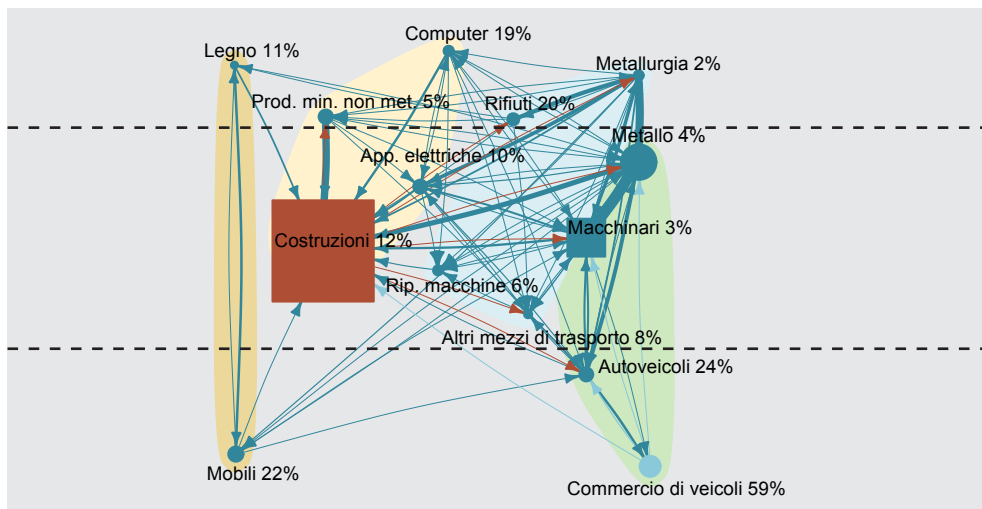 Computer 19%
Legno 11%
Metallurgia 2%
Prod. min. non met. 5%
Rifiuti 20%
Metallo 4%
App. elettriche 10%
Macchinari 3%
Costruzioni 12%
Rip. macchine 6%
Altri mezzi di trasporto 8%
Autoveicoli 24%
Mobili 22%
Commercio di veicoli 59%